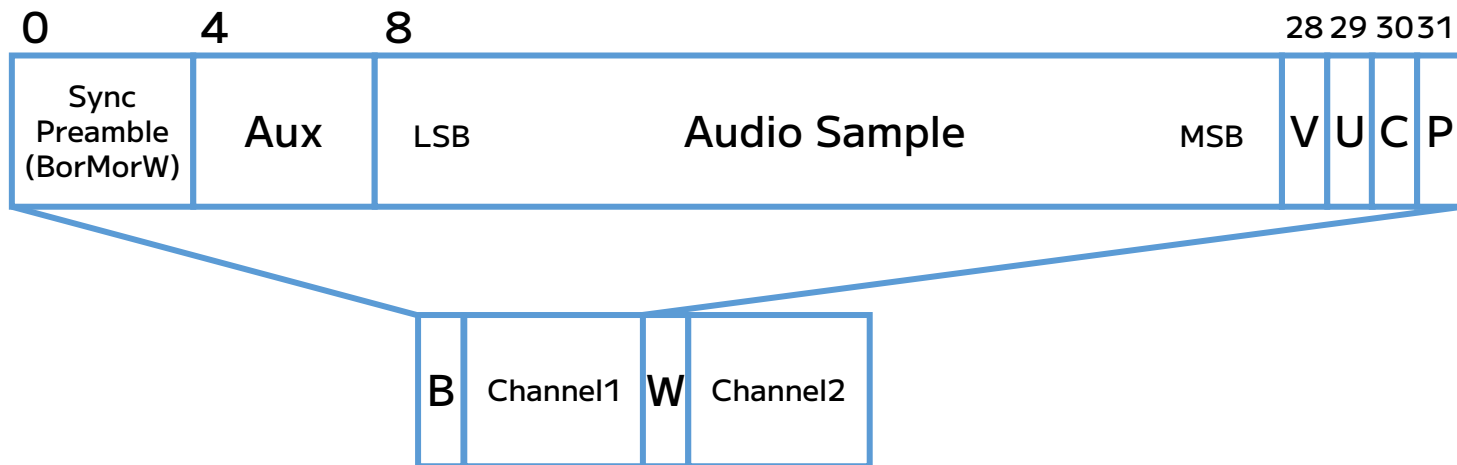 0 4 8 28 29 30 31
Sync
Preamble
(BorMorW)
Aux
LSB Audio Sample MSB V U C P
B Channel1 W Channel2